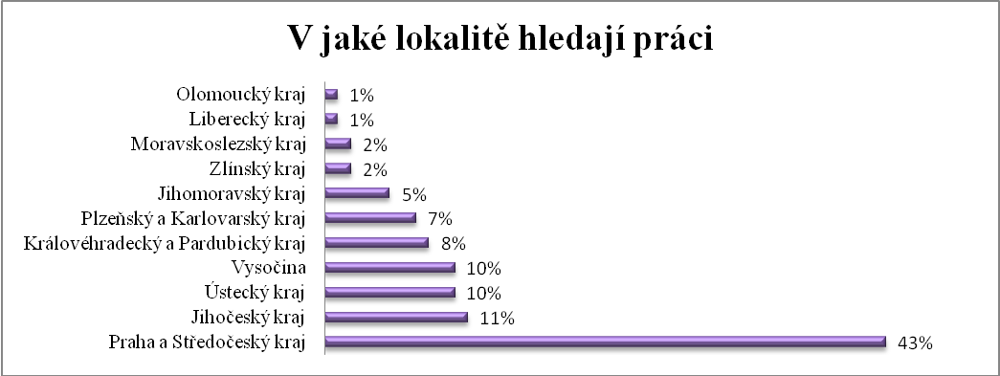 V jaké lokalitě hledají práci
Olomoucký kraj 1%
Liberecký kraj 1%
Moravskoslezský kraj 2%
Zlínský kraj 2%
Jihomoravský kraj 5%
Plzeňský a Karlovarský kraj 7%
Královéhradecký a Pardubický kraj 8%
Vysočina 10%
Ústecký kraj 10%
Jihočeský kraj 11%
Praha a Středočeský kraj 43%